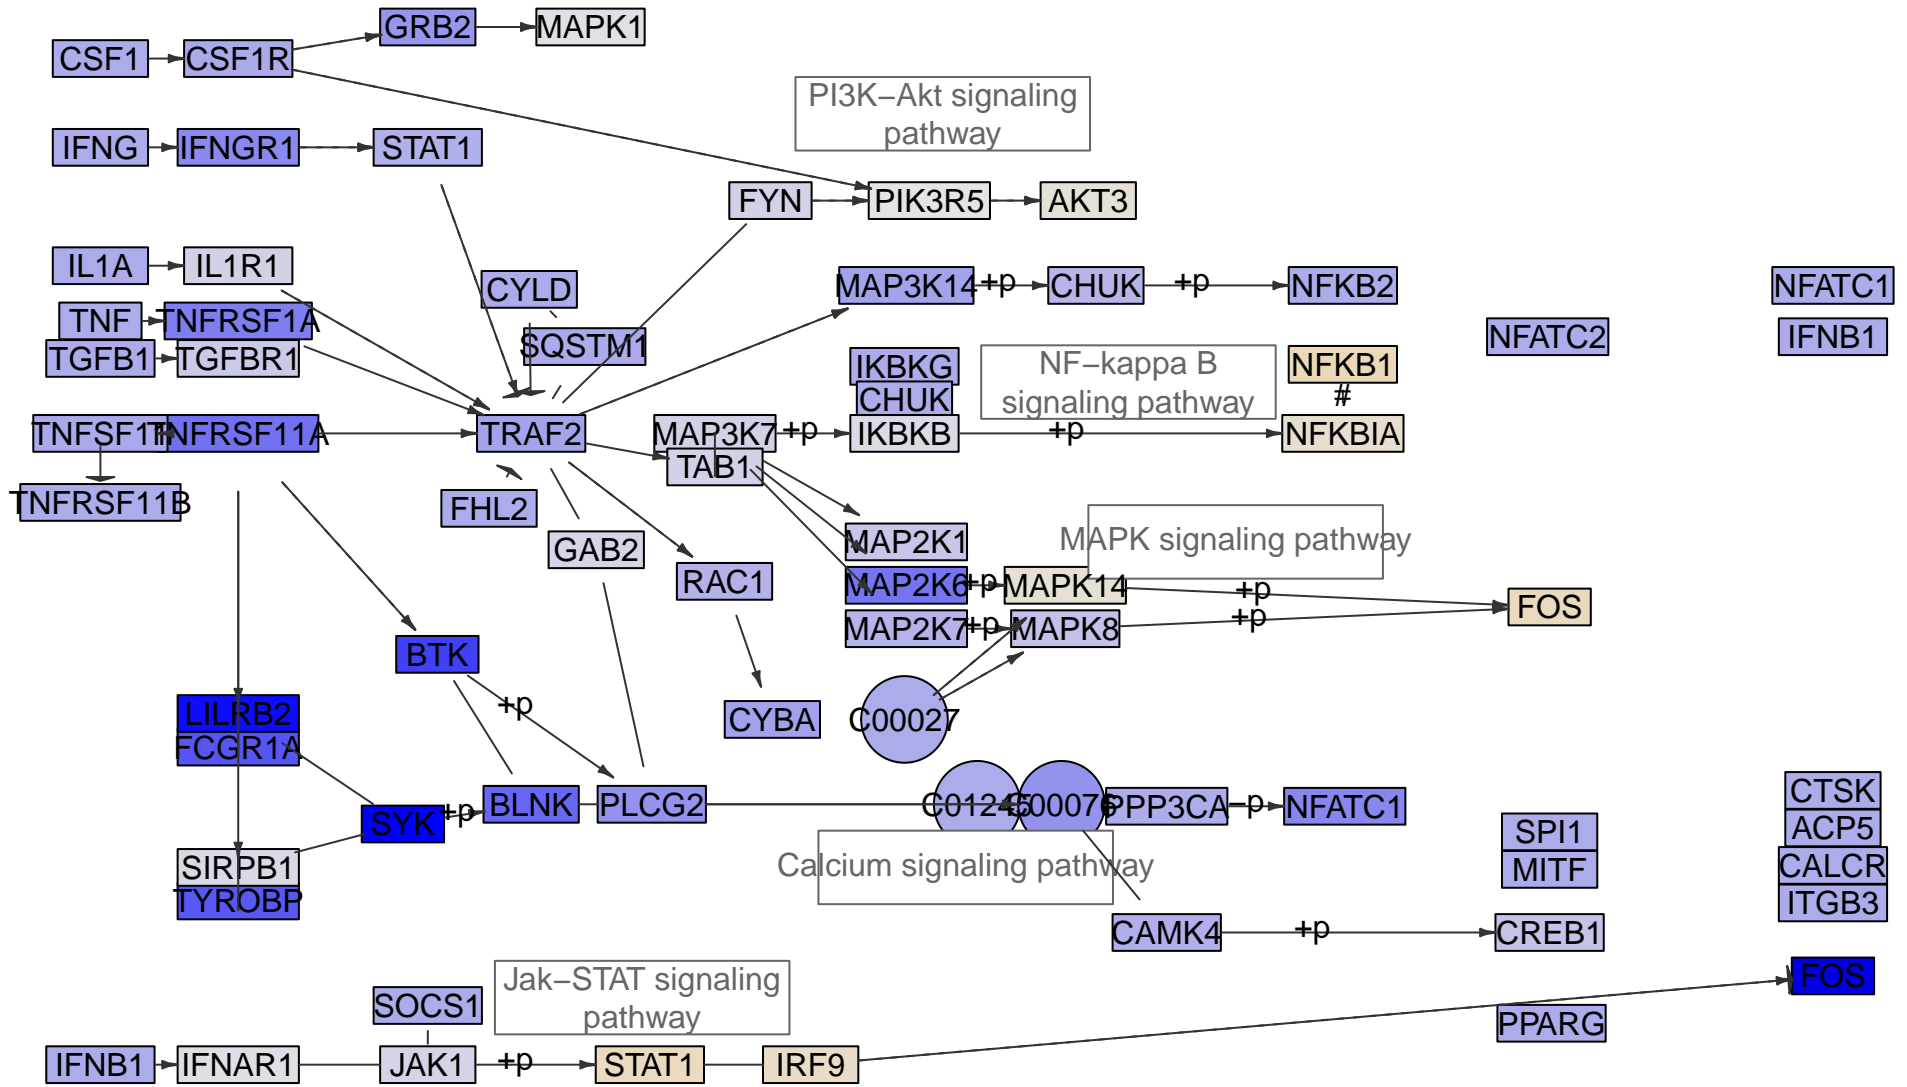 GRB2
MAPK1
CSF1
CSF1R
PI3K−Akt signaling
pathway
IFNG
IFNGR1
STAT1
FYN
PIK3R5
AKT3
IL1A
IL1R1
CYLD
MAP3K14
+p
CHUK
+p
NFKB2
NFATC1
TNF
TNFRSF1A
SQSTM1
NFATC2
IFNB1
TGFB1
TGFBR1
IKBKG
NF−kappa B
signaling pathway
NFKB1
#
CHUK
TNFRSF11A
TRAF2
MAP3K7
+p
IKBKB
+p
NFKBIA
TAB1
TNFRSF11B
FHL2
GAB2
MAP2K1
MAPK signaling pathway
RAC1
MAP2K6
+p
MAPK14
+p
FOS
MAP2K7
+p
MAPK8
+p
BTK
+p
LILRB2
FCGR1A
CYBA
C00027
SYK
+p
BLNK
PLCG2
C01245
C00076
PPP3CA
−p
NFATC1
CTSK
SPI1
ACP5
MITF
CALCR
ITGB3
Calcium signaling pathway
SIRPB1
TYROBP
CAMK4
+p
CREB1
Jak−STAT signaling
pathway
FOS
SOCS1
PPARG
IFNB1
IFNAR1
JAK1
+p
STAT1
IRF9